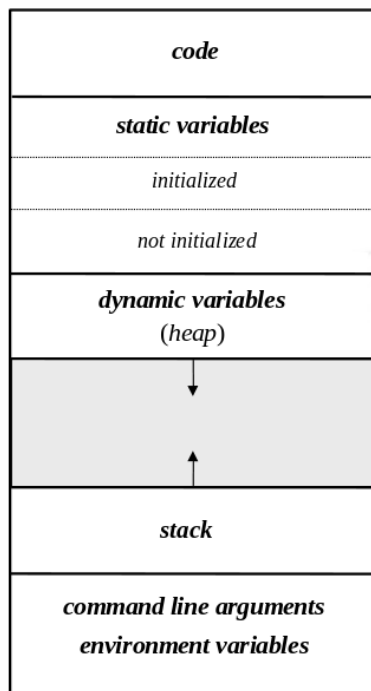 code
static variables
initialized
not initialized
dynamic variables
(heap)
stack
command line arguments
environment variables